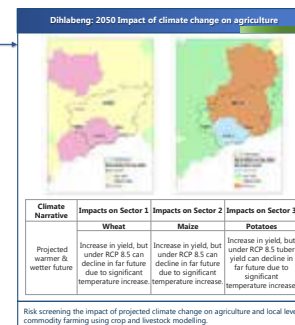 Dihlabeng: 2050 Impact of climate change on agriculture
Climate Narrative
Impacts on Sector 1
Impacts on Sector 2
Impacts on Sector 3
Wheat
Maize
Potatoes
Projected
warmer &
wetter future
Increase in yield, but
under RCP 8.5 can
decline in far future
due to significant
temperature increase.
Increase in yield, but
under RCP 8.5 can
decline in far future
due to significant
temperature increase.
Increase in yield, but
under RCP 8.5 tuber
yield can decline in
far future due to
significant
temperature increase
Risk screening the impact of projected climate change on agriculture and local leve
commodity farming using crop and livestock modelling.